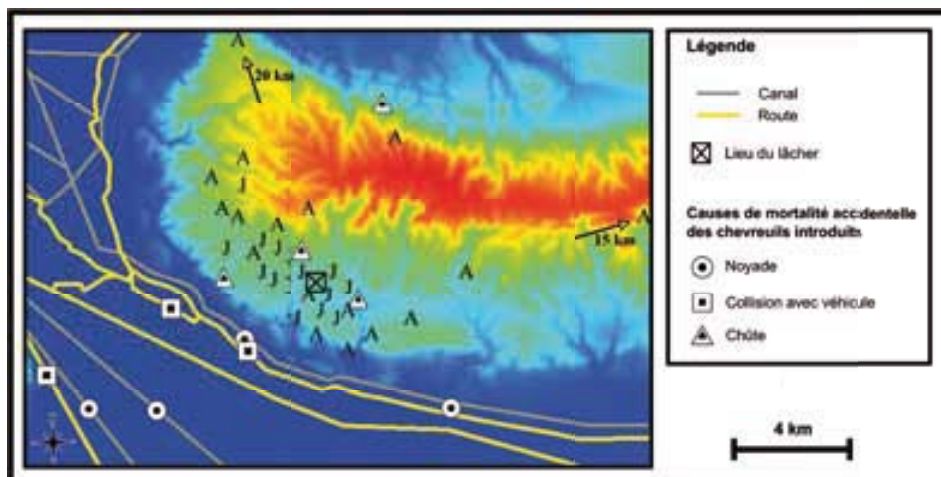 A
20 km
A
A
A
J
A
A
A
A
J
J
J
A
15 km
J
J
J
J
A
J
J
J
A
J
J
A
A
A
A
Légende
Canal
Route
Lieu du lâcher
Causes de mortalité accidentelle
des chevreuils introduits
Noyade
Collision avec véhicule
Chûte
4 km